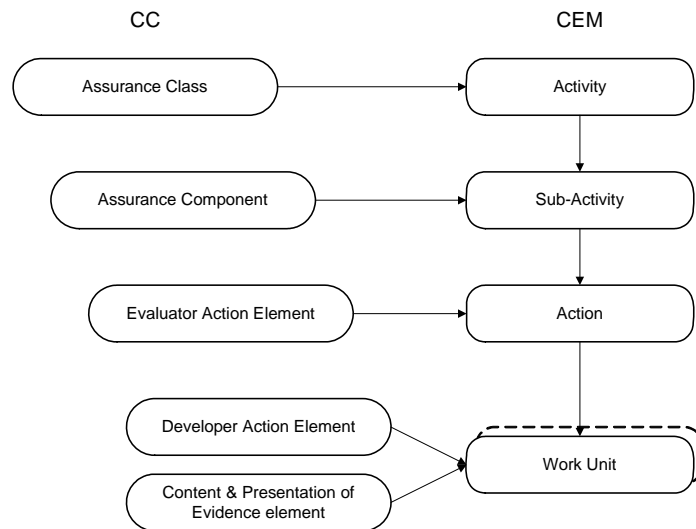 CC
CEM
Assurance Class
Activity
Assurance Component
Sub-Activity
Evaluator Action Element
Action
Developer Action Element
Work Unit
Content & Presentation of
Evidence element